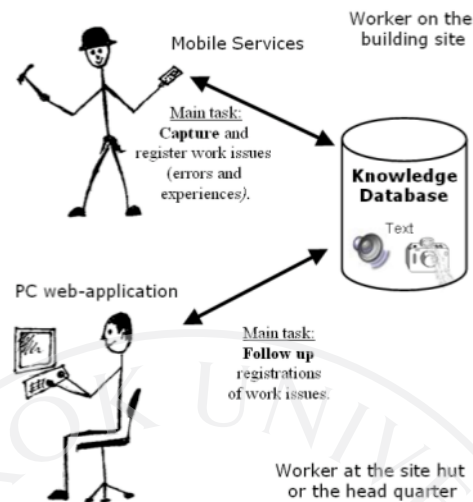 Mobile Services
Worker on the
building site
Main task:
Capture and
register work issues
(errors and
experiences).
Knowledge
Database
Text
PC web-application
Main task:
Follow up
registrations
of work issues.
Worker at the site hut
or the head quarter